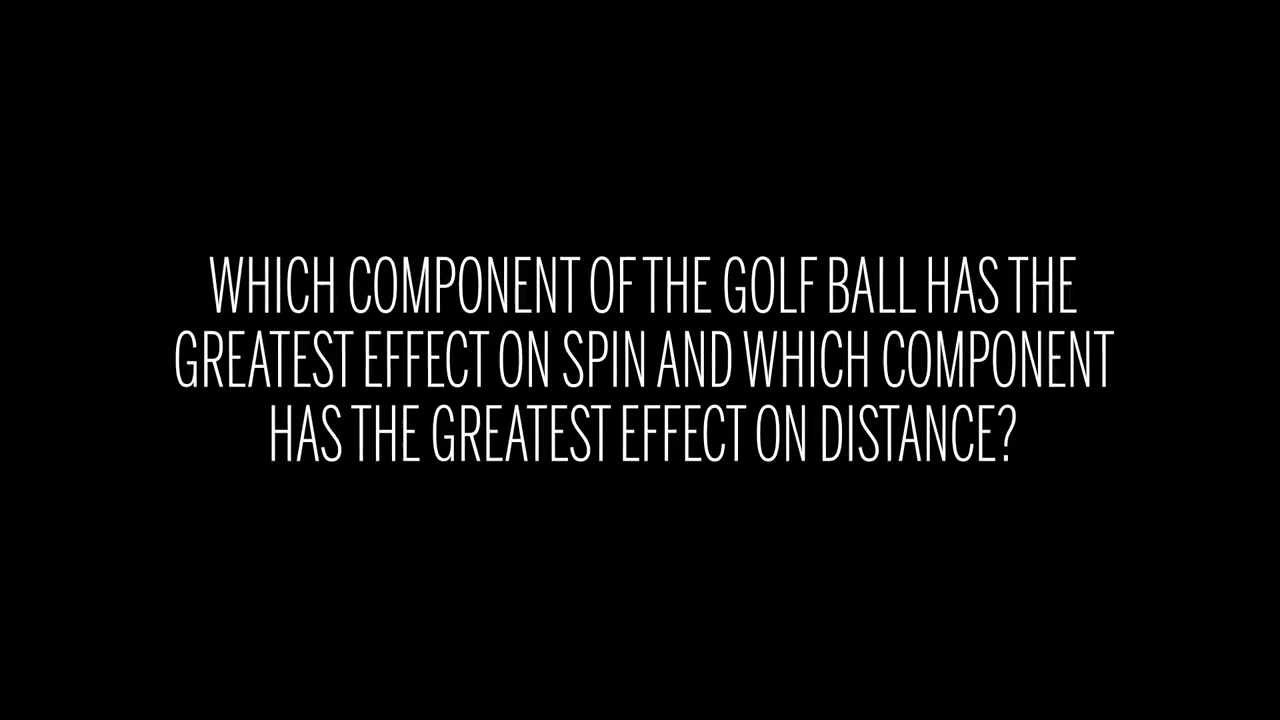 WHICH COMPONENT OF THE GOLF BALL HAS THE
GREATEST EFFECT ON SPIN AND WHICH COMPONENT
HAS THE GREATEST EFFECT ON DISTANCE?